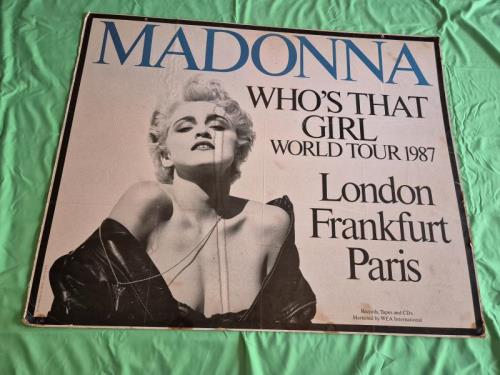 MADONNA
WHO'S THAT
GIRL
WORLD TOUR 1987
London
Frankfurt
Paris
Records, Tapes and CDs
Marketed by WEA International